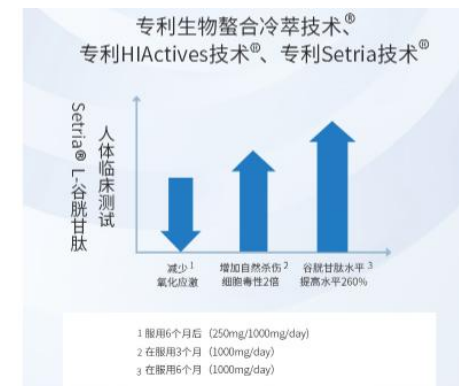 专利生物螯合冷萃技术®、
专利HIActives技术®、专利Setria技术®
Setria® L-谷胱甘肽
人体临床测试
减少1
氧化应激
增加自然杀伤2
细胞毒性2倍
谷胱甘肽水平3
提高水平260%
1 服用6个月后（250mg/1000mg/day)
2 在服用3个月（1000mg/day）
3 在服用6个月（1000mg/day）